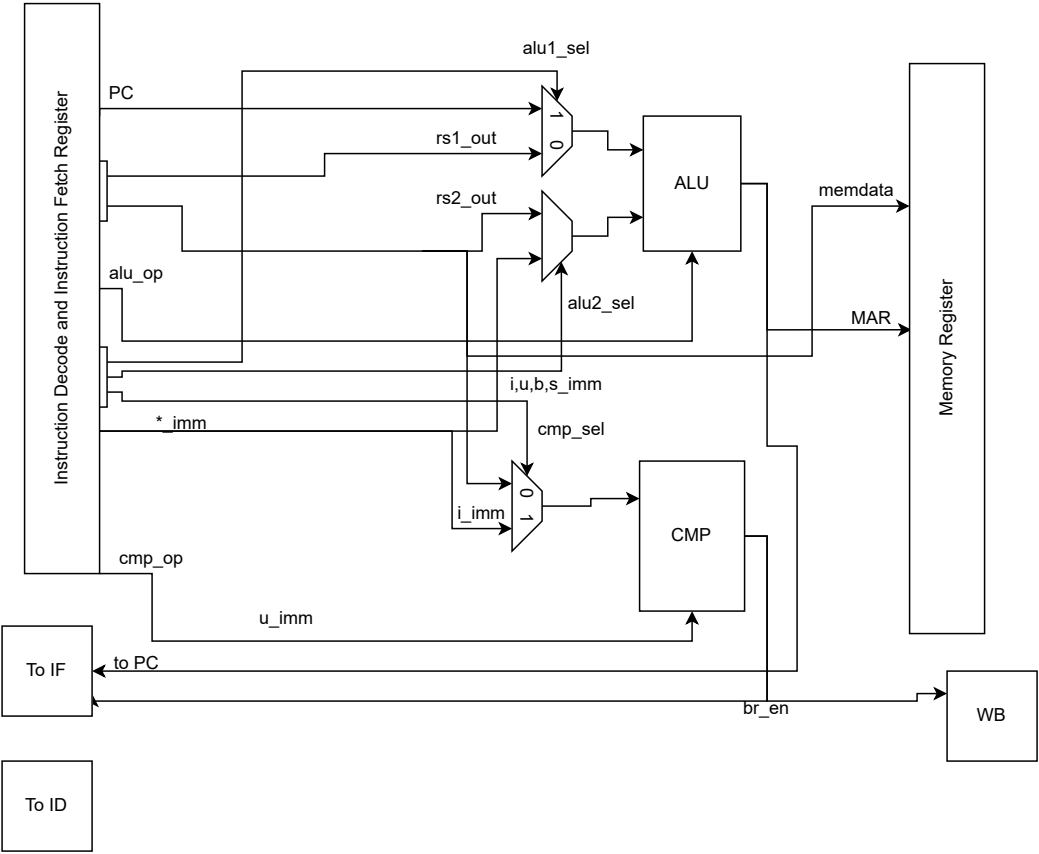 alu1_sel
PC
1
0
rs1_out
rs2_out
ALU
memdata
Instruction Decode and Instruction Fetch Register
alu_op
alu2_sel
MAR
Memory Register
i,u,b,s_imm
*_imm
cmp_sel
0
1
i_imm
CMP
cmp_op
u_imm
To IF
to PC
br_en
WB
To ID